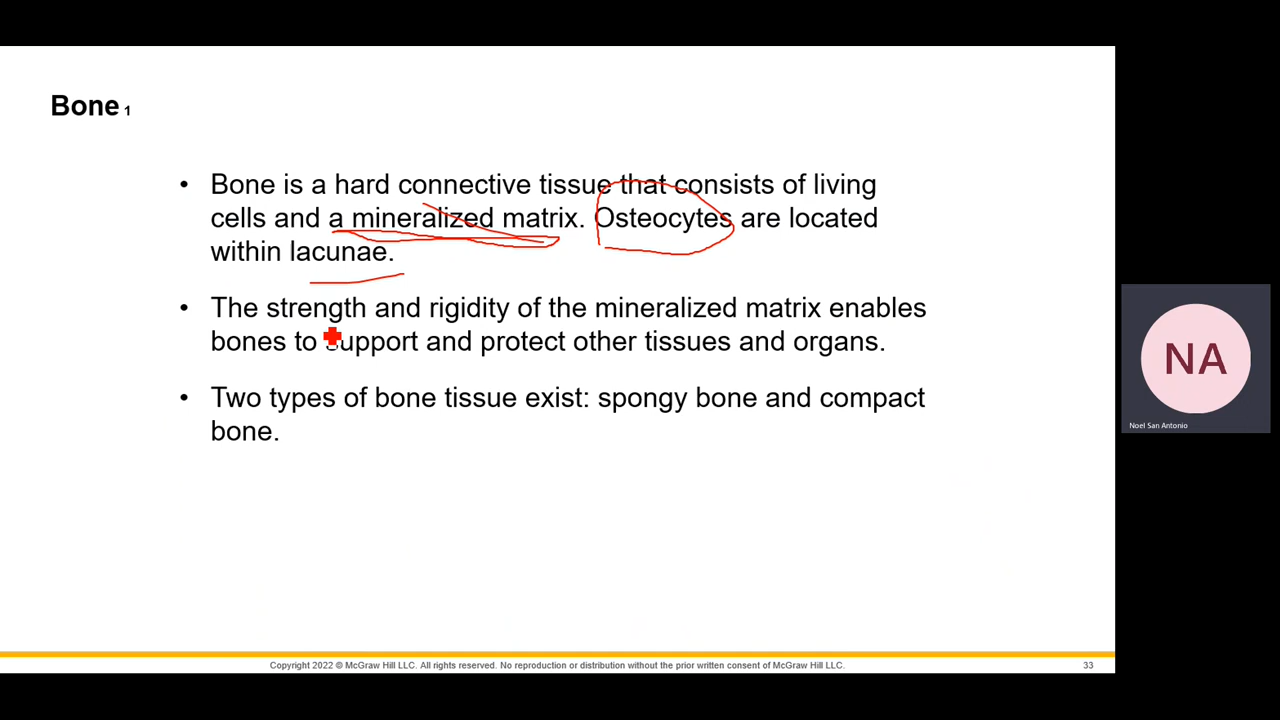 Bone 1
• Bone is a hard connective tissue that consists of living
cells and a mineralized matrix. Osteocytes are located
within lacunae.
• The strength and rigidity of the mineralized matrix enables
bones to support and protect other tissues and organs.
• Two types of bone tissue exist: spongy bone and compact
bone.
NA
Noel San Antonio
Copyright 2022 © McGraw Hill LLC. All rights reserved. No reproduction or distribution without the prior written consent of McGraw Hill LLC.
33